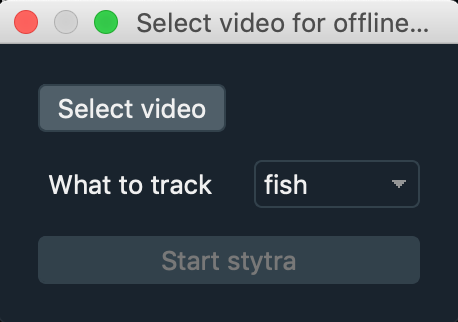 Select video for offline...
Select video
What to track
fish
Start stytra